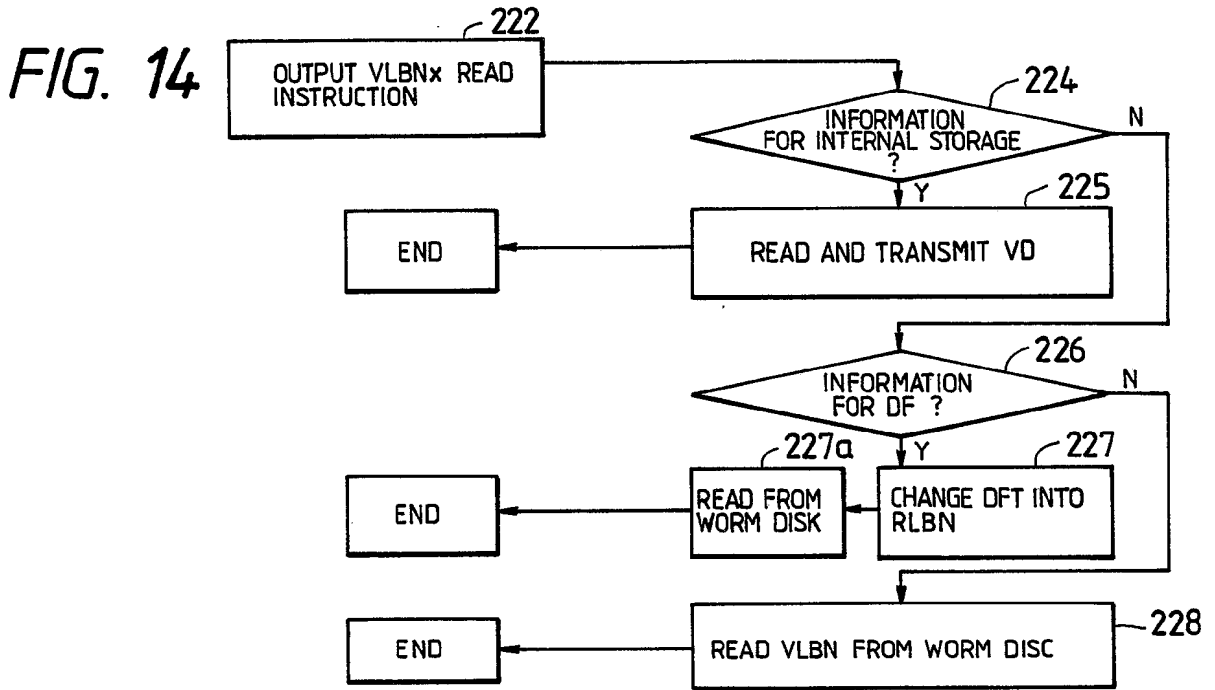 FIG. 14
222
OUTPUT VLBNx READ
INSTRUCTION
224
INFORMATION
FOR INTERNAL STORAGE
?
N
Y
225
READ AND TRANSMIT VD
END
226
INFORMATION
FOR DF ?
N
Y
227a
227
READ FROM
WORM DISK
CHANGE DFT INTO
RLBN
END
228
READ VLBN FROM WORM DISC
END